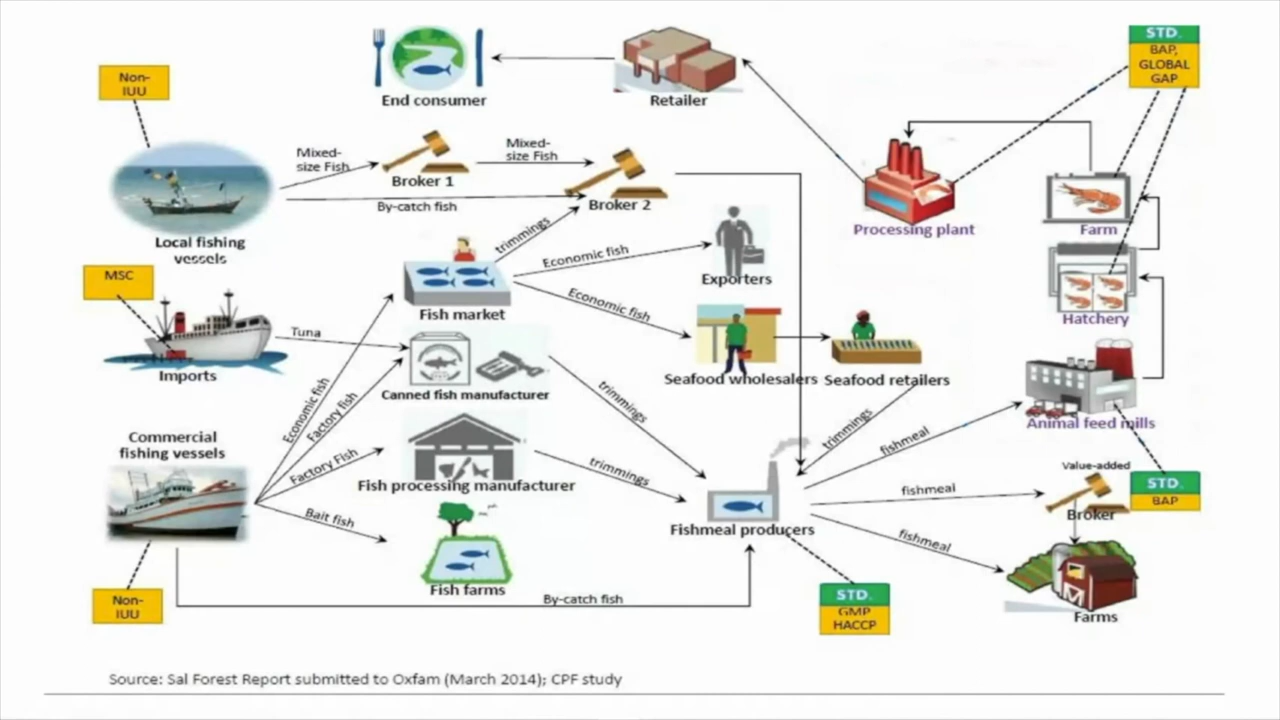 STD.
BAP,
GLOBAL
GAP
Non-
IUU
End consumer
Retailer
Mixed-
size Fish
Broker 1
Mixed-
size Fish
Broker 2
By-catch fish
Local fishing
vessels
trimmings
Economic fish
Exporters
Processing plant
Farm
MSC
Fish market
Economic fish
Hatchery
Tuna
Imports
Canned fish manufacturer
Seafood wholesalers
Seafood retailers
Economic fish
Factory fish
trimmings
trimmings
fishmeal
Animal feed mills
Commercial
fishing vessels
Factory Fish
Fish processing manufacturer
trimmings
Value-added
fishmeal
Broker
STD.
BAP
Bait fish
Fishmeal producers
fishmeal
Fish farms
By-catch fish
Non-
IUU
STD.
GMP
HACCP
Farms
Source: Sal Forest Report submitted to Oxfam (March 2014); CPF study